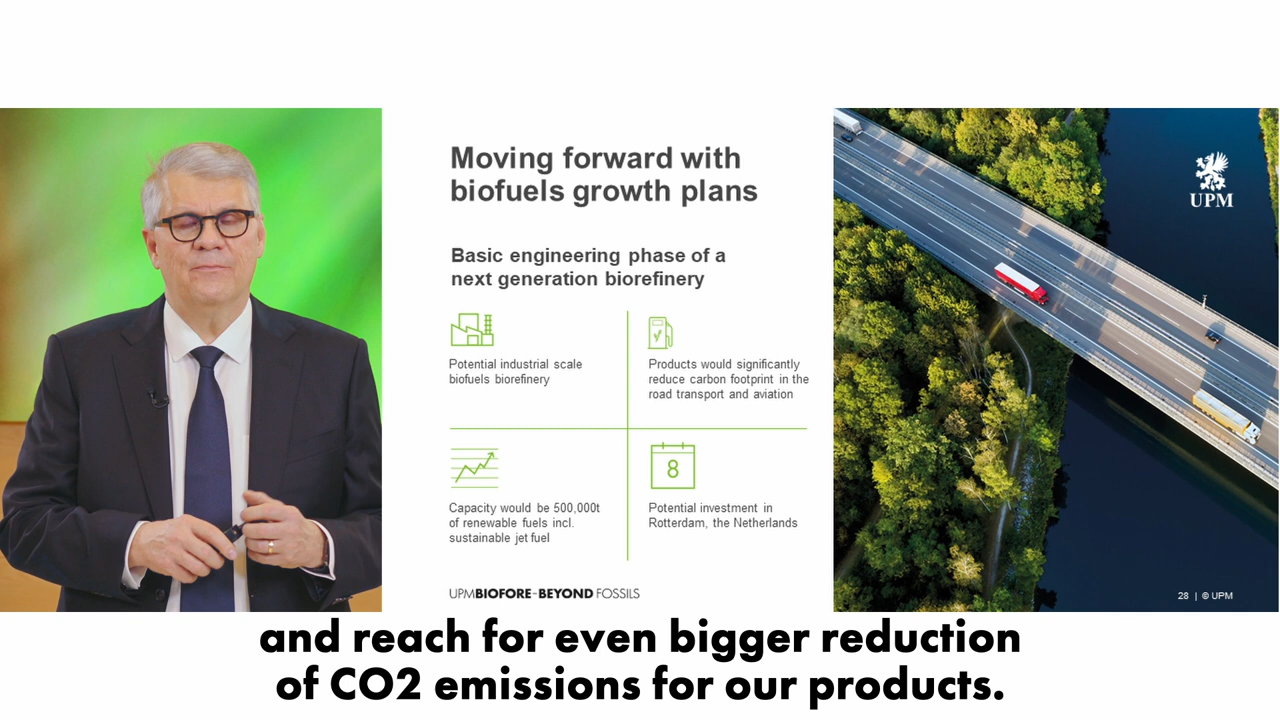 Moving forward with
biofuels growth plans
Basic engineering phase of a
next generation biorefinery
Potential industrial scale
biofuels biorefinery
Products would significantly
reduce carbon footprint in the
road transport and aviation
Capacity would be 500,000t
of renewable fuels incl.
sustainable jet fuel
8
Potential investment in
Rotterdam, the Netherlands
UPMBIOFORE-BEYOND FOSSILS
UPM
28 | © UPM
and reach for even bigger reduction
of CO2 emissions for our products.